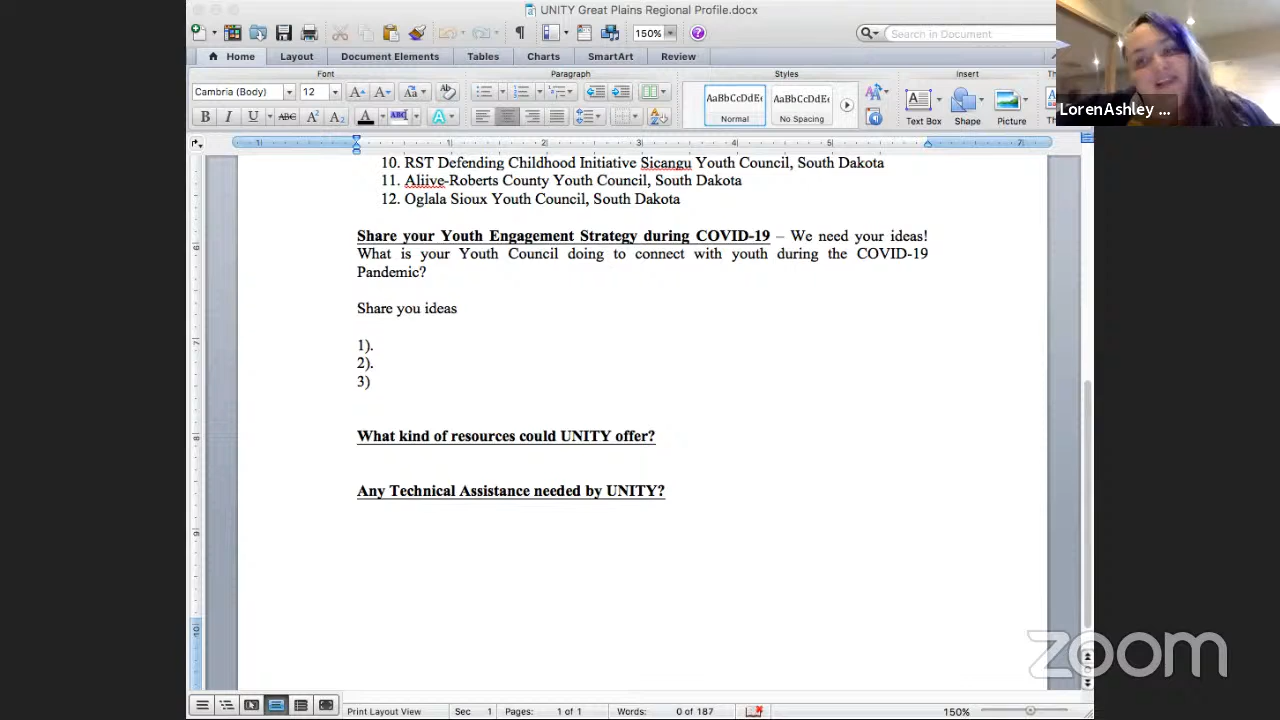 UNITY Great Plains Regional Profile.docx
150%
Search in Document
Home Layout Document Elements Tables Charts SmartArt Review
Font Paragraph Styles Insert
Cambria (Body) 12
AaBbCcDdEe AaBbCcDdEe
Normal No Spacing
Text Box Shape Picture
LorenAshley ...
10. RST Defending Childhood Initiative Sicangu Youth Council, South Dakota
11. Aliive-Roberts County Youth Council, South Dakota
12. Oglala Sioux Youth Council, South Dakota
Share your Youth Engagement Strategy during COVID-19 – We need your ideas!
What is your Youth Council doing to connect with youth during the COVID-19
Pandemic?
Share you ideas
1).
2).
3)
What kind of resources could UNITY offer?
Any Technical Assistance needed by UNITY?
zoom
Print Layout View Sec 1 Pages: 1 of 1 Words: 0 of 187 150%